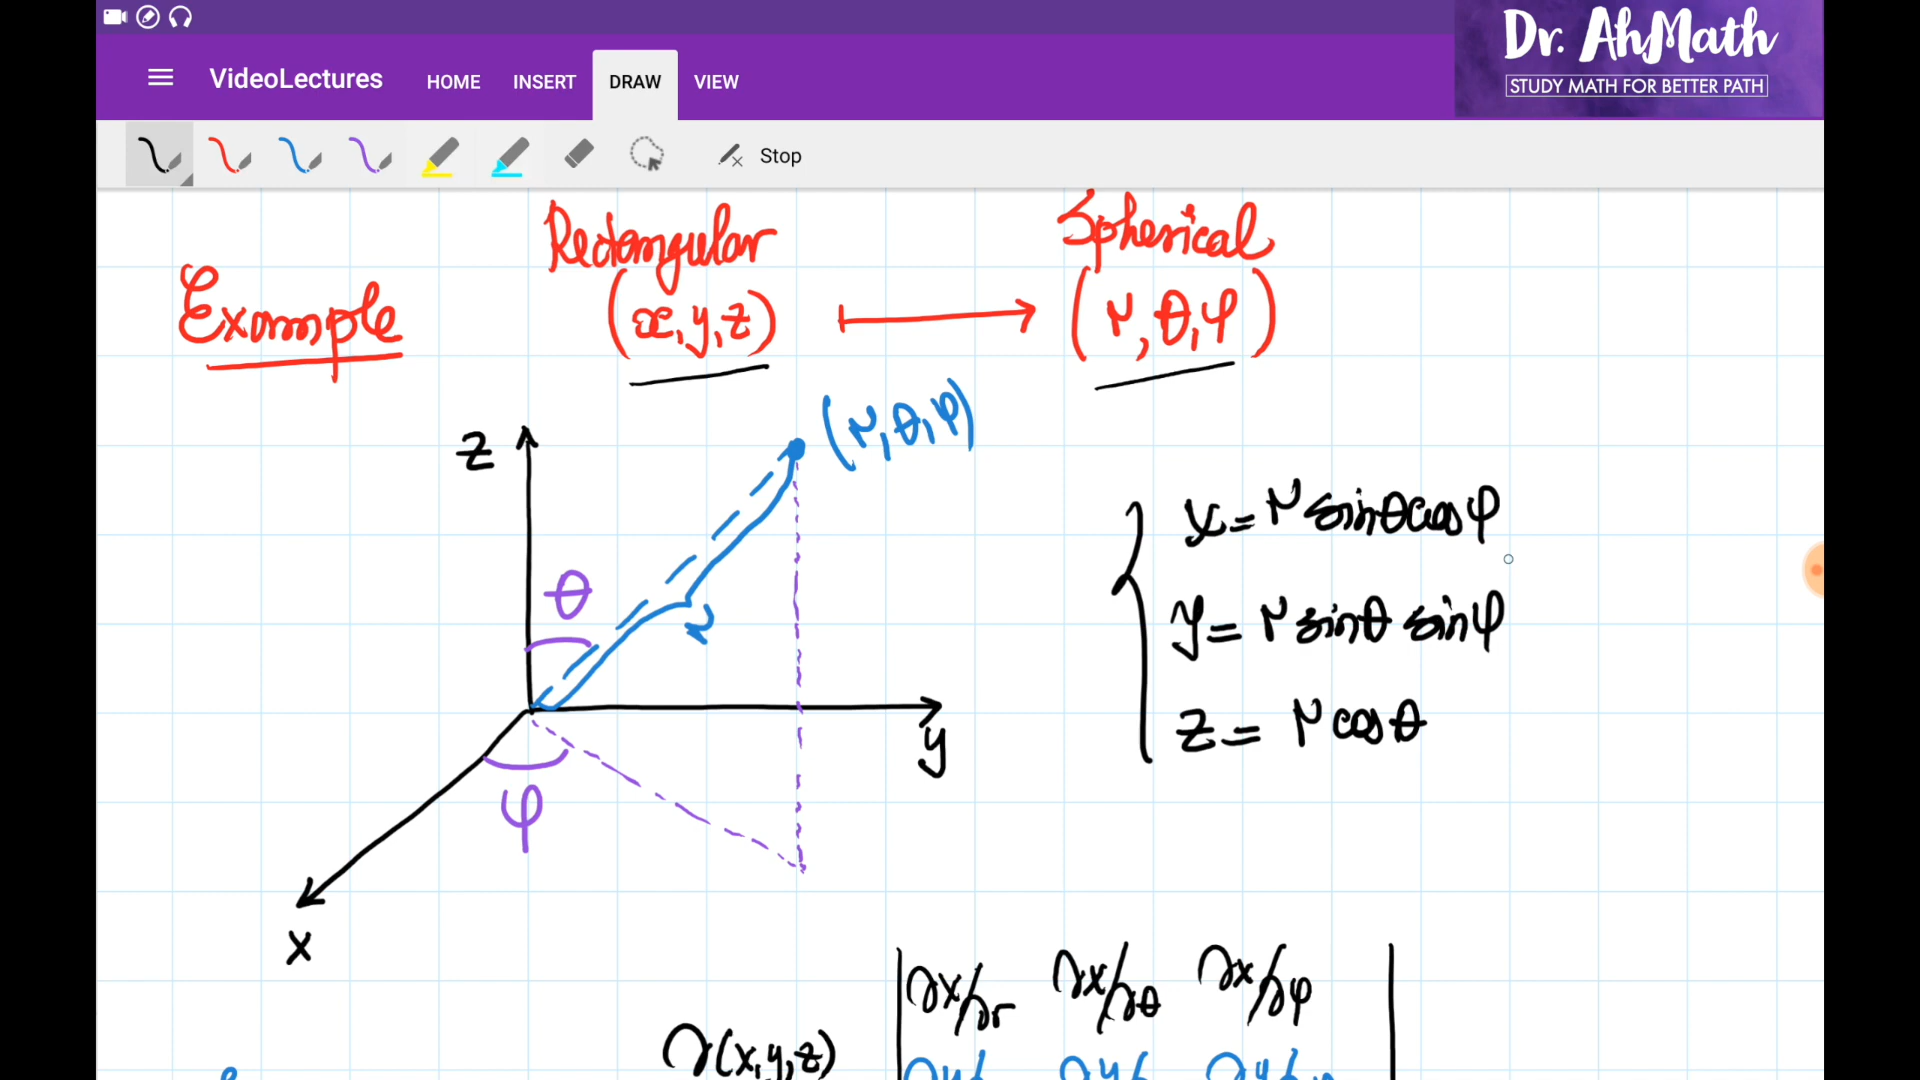 Dr. AhMath
STUDY MATH FOR BETTER PATH
VideoLectures HOME INSERT DRAW VIEW
Stop
Rectangular Spherical
Example (x, y, z) ⟼ (r, θ, φ)
z (r, θ, φ)
x = r sinθ cosφ
θ
r
y = r sinθ sinφ
z = r cosθ
y
φ
x
∂x/∂r ∂x/∂θ ∂x/∂φ
∂(x, y, z)